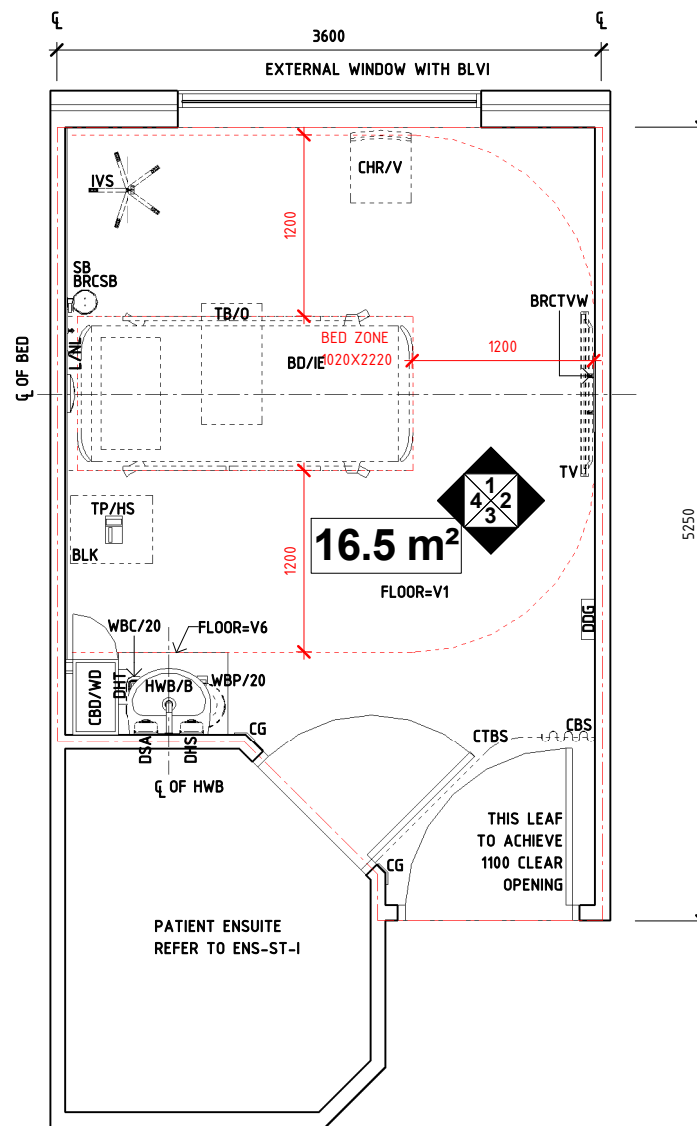 ℄ ℄
3600
EXTERNAL WINDOW WITH BLVI
IVS
CHR/V
1200
SB
BRCSB
TB/O
BRCTVW
L/NL *
BED ZONE
1020X2220
BD/IE
1200
℄ OF BED
TV
1
4 2
3
TP/HS
BLK
16.5 m²
1200
5250
FLOOR=V1
DDG
WBC/20
FLOOR=V6
CBD/WD
DHT
HWB/B
WBP/20
CG
CTBS
CBS
DSA
DHS
℄ OF HWB
THIS LEAF
TO ACHIEVE
1100 CLEAR
OPENING
CG
PATIENT ENSUITE
REFER TO ENS-ST-I